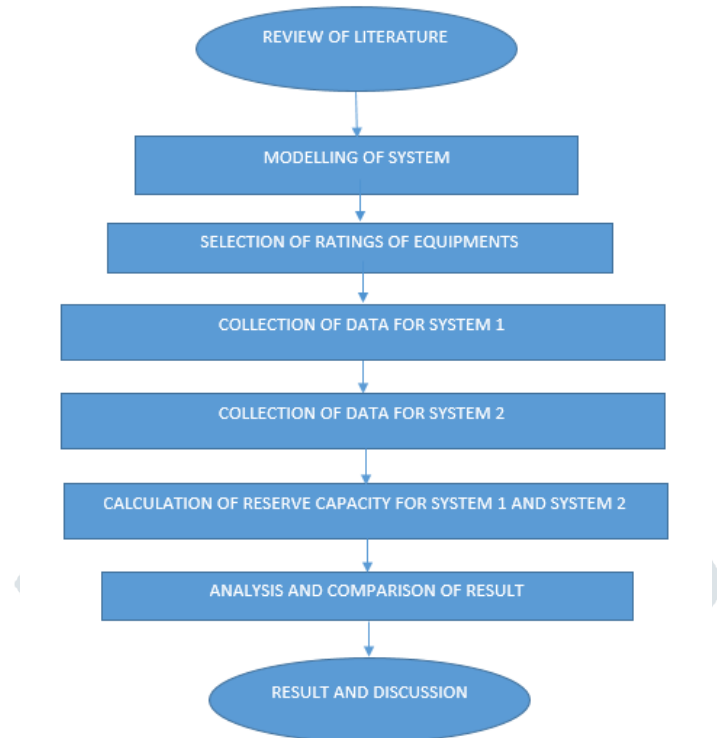 REVIEW OF LITERATURE
MODELLING OF SYSTEM
SELECTION OF RATINGS OF EQUIPMENTS
COLLECTION OF DATA FOR SYSTEM 1
COLLECTION OF DATA FOR SYSTEM 2
CALCULATION OF RESERVE CAPACITY FOR SYSTEM 1 AND SYSTEM 2
ANALYSIS AND COMPARISON OF RESULT
RESULT AND DISCUSSION